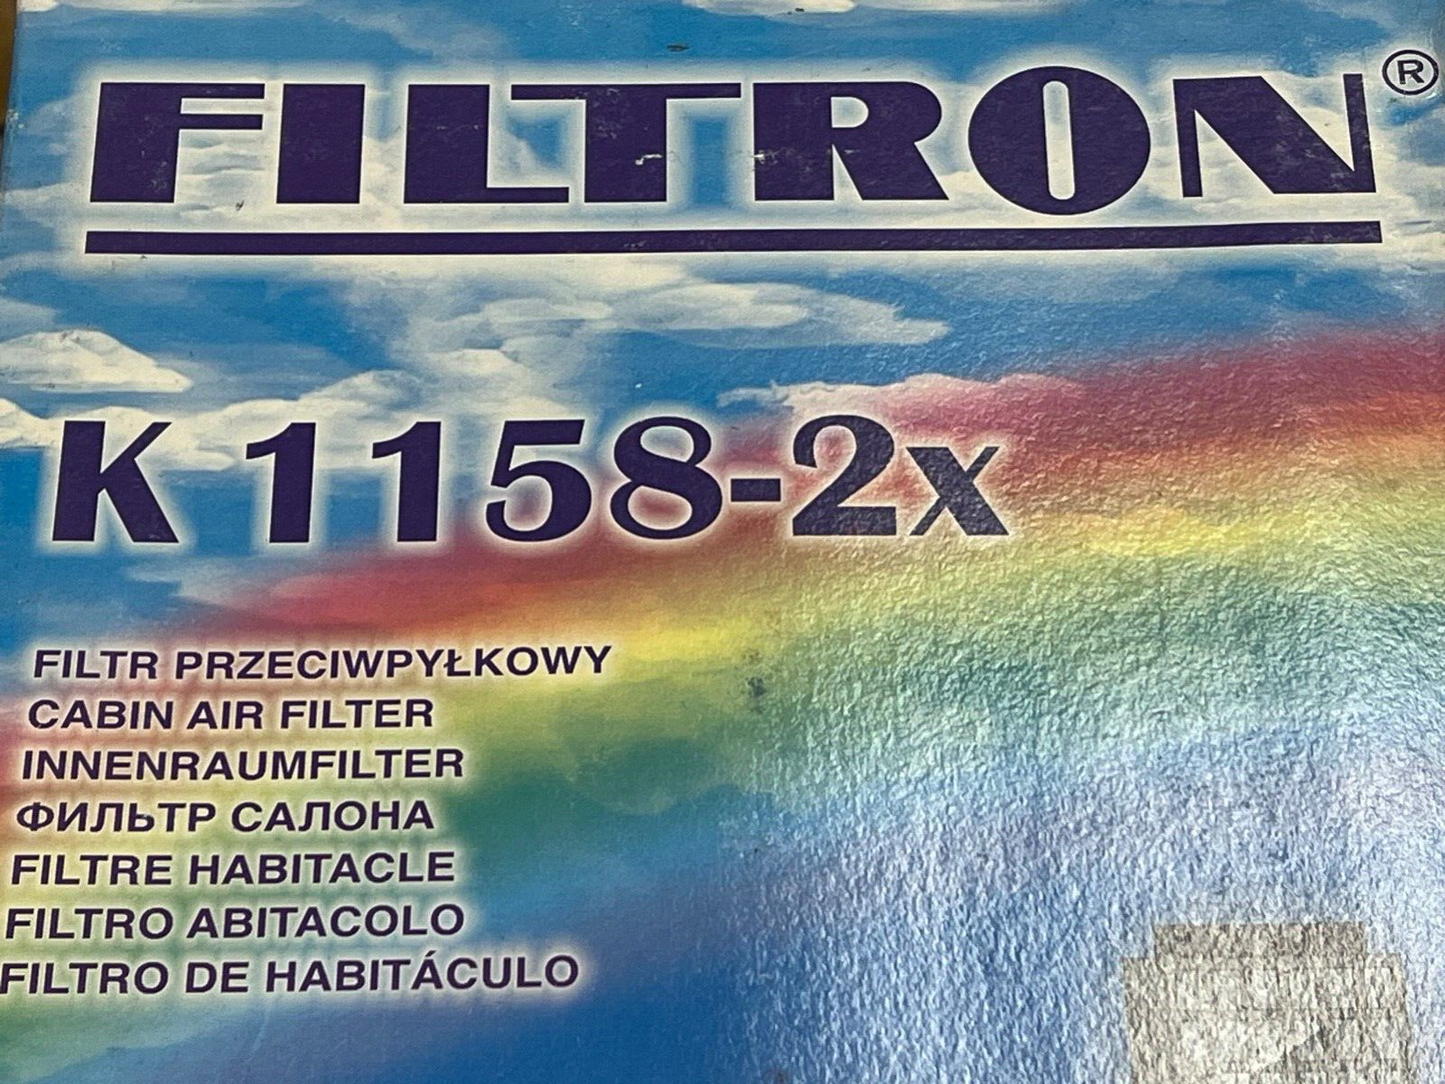 FILTRON®
K 1158-2x
FILTR PRZECIWPYŁKOWY
CABIN AIR FILTER
INNENRAUMFILTER
ФИЛЬТР САЛОНА
FILTRE HABITACLE
FILTRO ABITACOLO
FILTRO DE HABITÁCULO